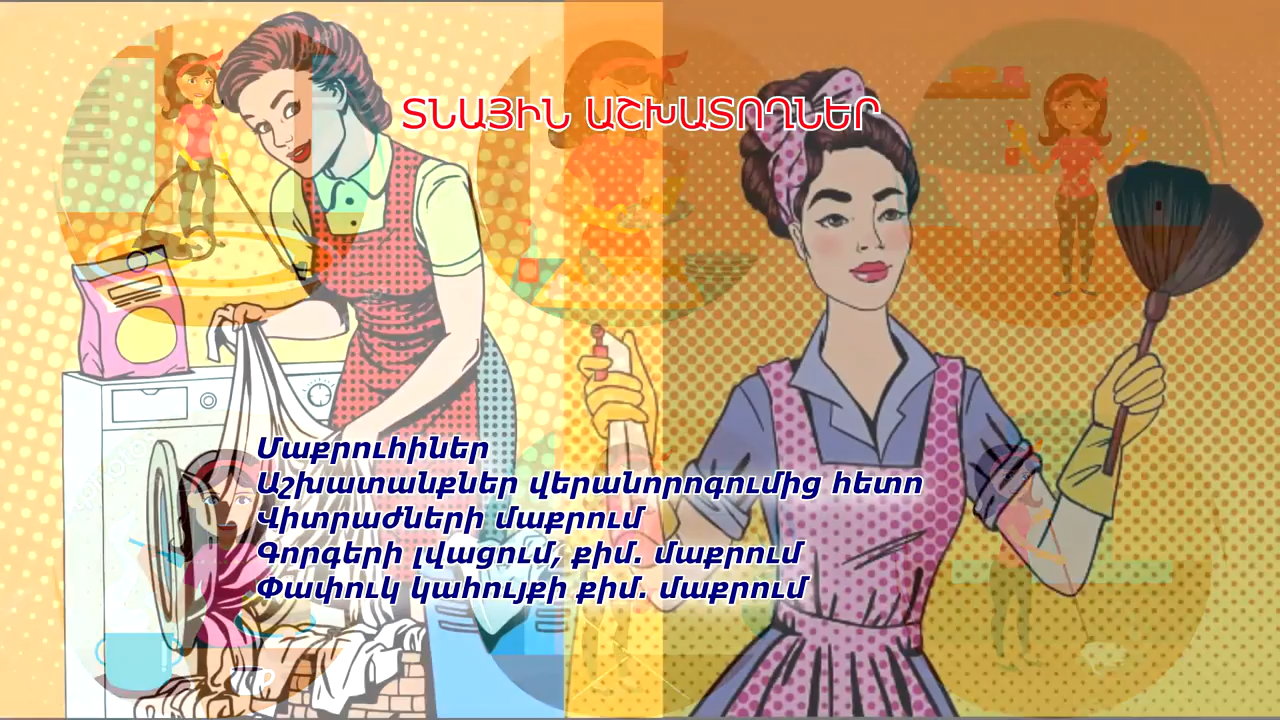 ՏՆԱՅԻՆ ԱՇԽԱՏՈՂՆԵՐ
Մաքրուհիներ
Աշխատանքներ վերանորոգումից հետո
Վիտրաժների մաքրում
Գորգերի լվացում, քիմ. մաքրում
Փափուկ կահույքի քիմ. մաքրում